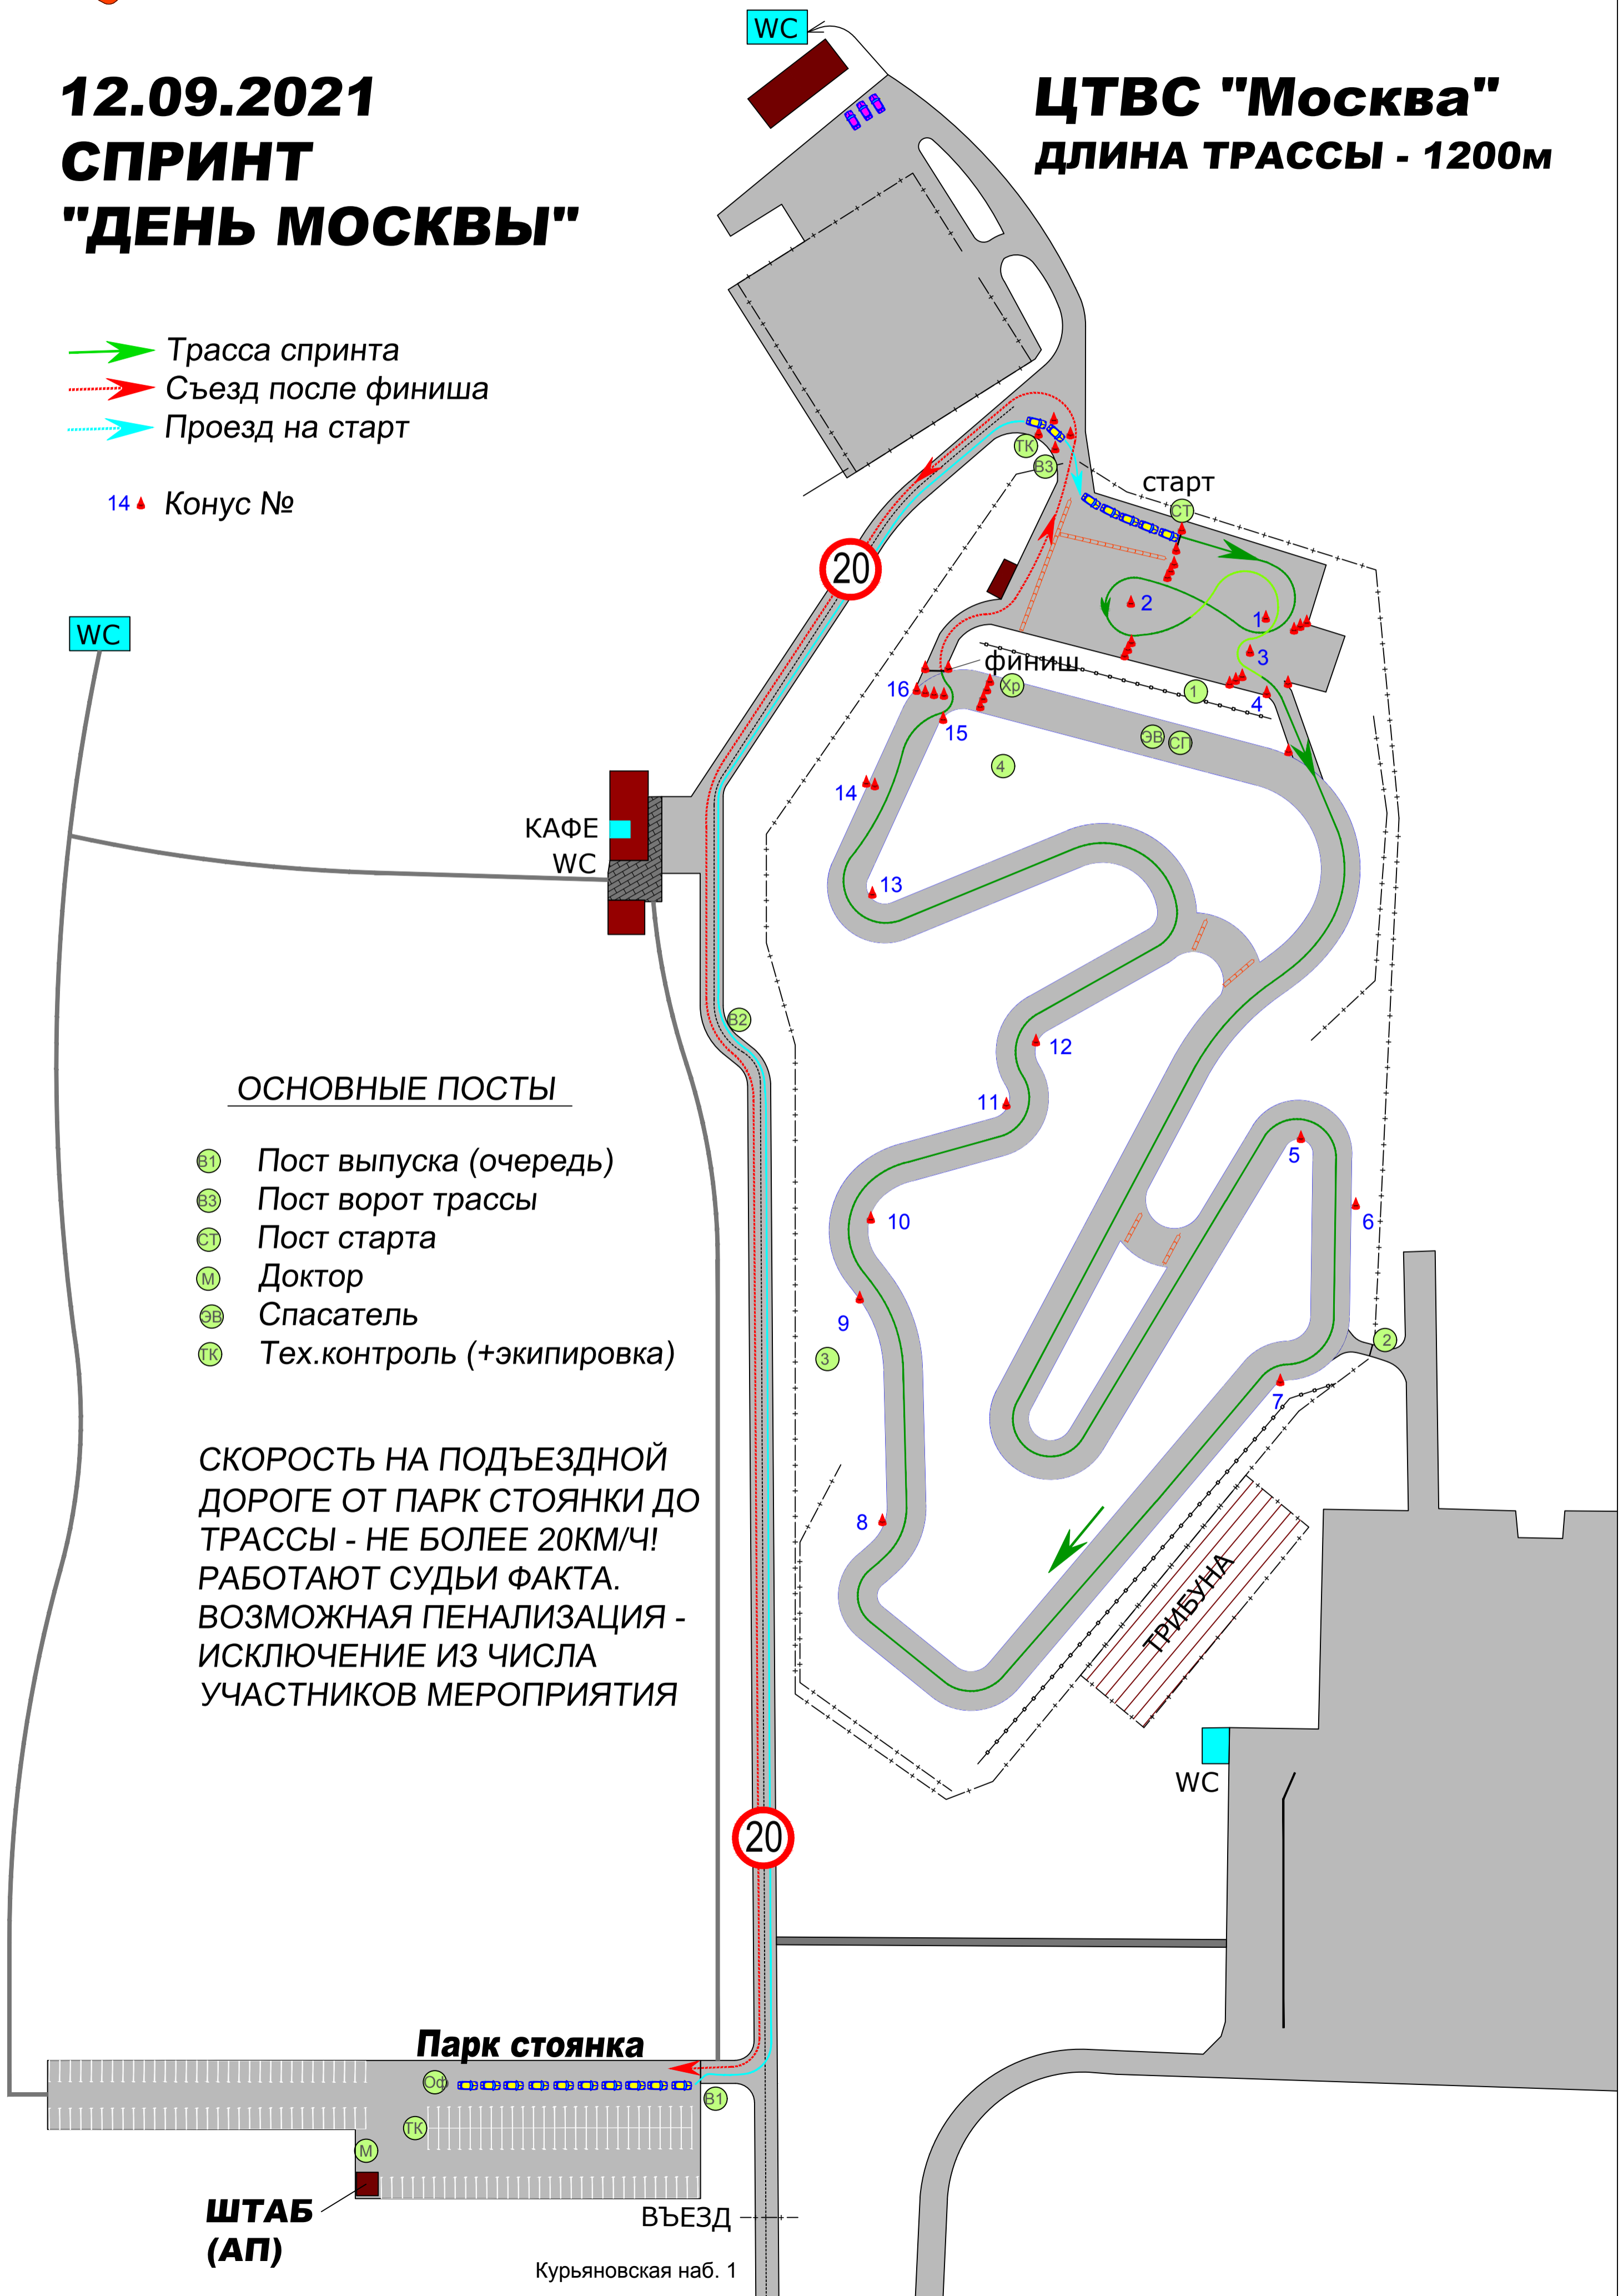 WC
12.09.2021
СПРИНТ
"ДЕНЬ МОСКВЫ"
ЦТВС "Москва"
ДЛИНА ТРАССЫ - 1200м
Трасса спринта
Съезд после финиша
Проезд на старт
14 Конус №
ТК
В3
старт
СТ
20
2
1
3
WC
финиш
16
Хр
1
4
15
ЭВ
СП
4
14
КАФЕ
WC
13
В2
12
11
ОСНОВНЫЕ ПОСТЫ
В1 Пост выпуска (очередь)
В3 Пост ворот трассы
СТ Пост старта
М Доктор
ЭВ Спасатель
ТК Тех.контроль (+экипировка)
5
6
10
9
3
2
7
СКОРОСТЬ НА ПОДЪЕЗДНОЙ
ДОРОГЕ ОТ ПАРК СТОЯНКИ ДО
ТРАССЫ - НЕ БОЛЕЕ 20КМ/Ч!
РАБОТАЮТ СУДЬИ ФАКТА.
ВОЗМОЖНАЯ ПЕНАЛИЗАЦИЯ -
ИСКЛЮЧЕНИЕ ИЗ ЧИСЛА
УЧАСТНИКОВ МЕРОПРИЯТИЯ
8
ТРИБУНА
WC
20
Парк стоянка
Оф
В1
ТК
М
ШТАБ
(АП)
ВЪЕЗД
Курьяновская наб. 1